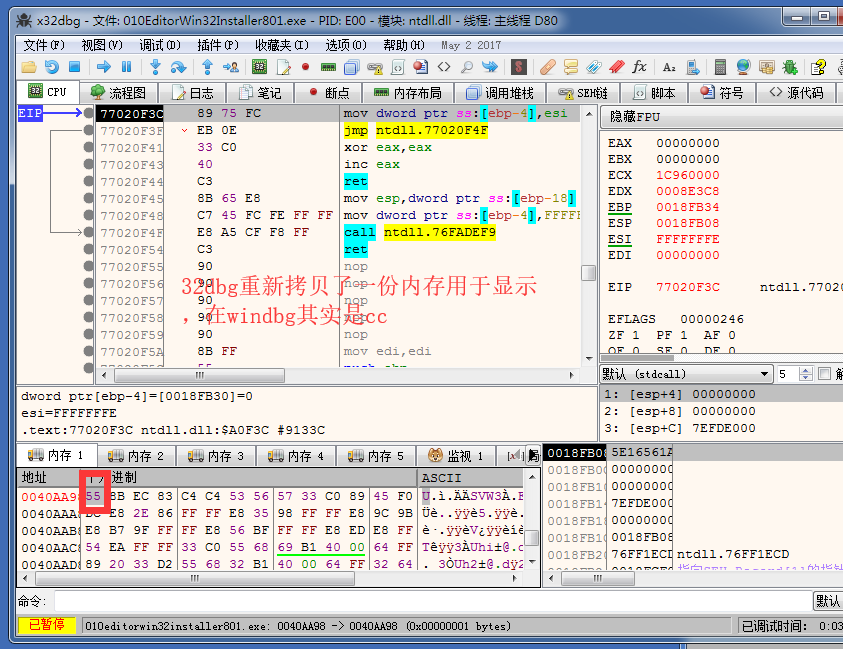 x32dbg - 文件: 010EditorWin32Installer801.exe - PID: E00 - 模块: ntdll.dll - 线程: 主线程 D80
文件(F) 视图(V) 调试(D) 插件(P) 收藏夹(I) 选项(O) 帮助(H) May 2 2017
CPU 流程图 日志 笔记 断点 内存布局 调用堆栈 SEH链 脚本 符号 源代码
EIP
77020F3C 89 75 FC mov dword ptr ss:[ebp-4],esi
77020F3F EB 0E jmp ntdll.77020F4F
77020F41 33 C0 xor eax,eax
77020F43 40 inc eax
77020F44 C3 ret
77020F45 8B 65 E8 mov esp,dword ptr ss:[ebp-18]
77020F48 C7 45 FC FE FF FF mov dword ptr ss:[ebp-4],FFFFF
77020F4F E8 A5 CF F8 FF call ntdll.76FADEF9
77020F54 C3 ret
77020F55 90 nop
77020F56 90 nop
77020F57 90
77020F58 90 nop
77020F59 90 nop
77020F5A 8B FF mov edi,edi
32dbg重新拷贝了一份内存用于显示
，在windbg其实是cc
隐藏FPU
EAX 00000000
EBX 00000000
ECX 1C960000
EDX 0008E3C8
EBP 0018FB34
ESP 0018FB08
ESI FFFFFFFE
EDI 00000000
EIP 77020F3C ntdll.77020
EFLAGS 00000246
ZF 1 PF 1 AF 0
OF 0 SF 0 DF 0
默认 (stdcall) 5
1: [esp+4] 00000000
2: [esp+8] 00000000
3: [esp+C] 7EFDE000
dword ptr[ebp-4]=[0018FB30]=0
esi=FFFFFFFE
.text:77020F3C ntdll.dll:$A0F3C #9133C
内存 1 内存 2 内存 3 内存 4 内存 5 监视 1
地址 进制 ASCII
0040AA98 55 8B EC 83 C4 C4 53 56 57 33 C0 89 45 F0 U.ì.ÄÄSVW3À.E
E8 2E 86 FF FF E8 35 98 FF FF E8 9C 9B Üè..ÿÿè5.ÿÿè.
0040AAB8 E8 B7 9F FF FF E8 56 BF FF FF E8 ED E8 FF è·.ÿÿèV¿ÿÿèíè
0040AAC8 54 EA FF FF 33 C0 55 68 69 B1 40 00 64 FF Têÿÿ3ÀUhi±@.d
0040AAD8 89 20 33 D2 55 68 32 B1 40 00 64 FF 32 64 . 3ÒUh2±@.dÿ2
0018FB08 5E16561A
00000000
00000000
7EFDE000
00000000
0018FB08
76FF1ECD ntdll.76FF1ECD
命令: 默认
已暂停 010editorwin32installer801.exe: 0040AA98 -> 0040AA98 (0x00000001 bytes) 已调试时间: 0:03